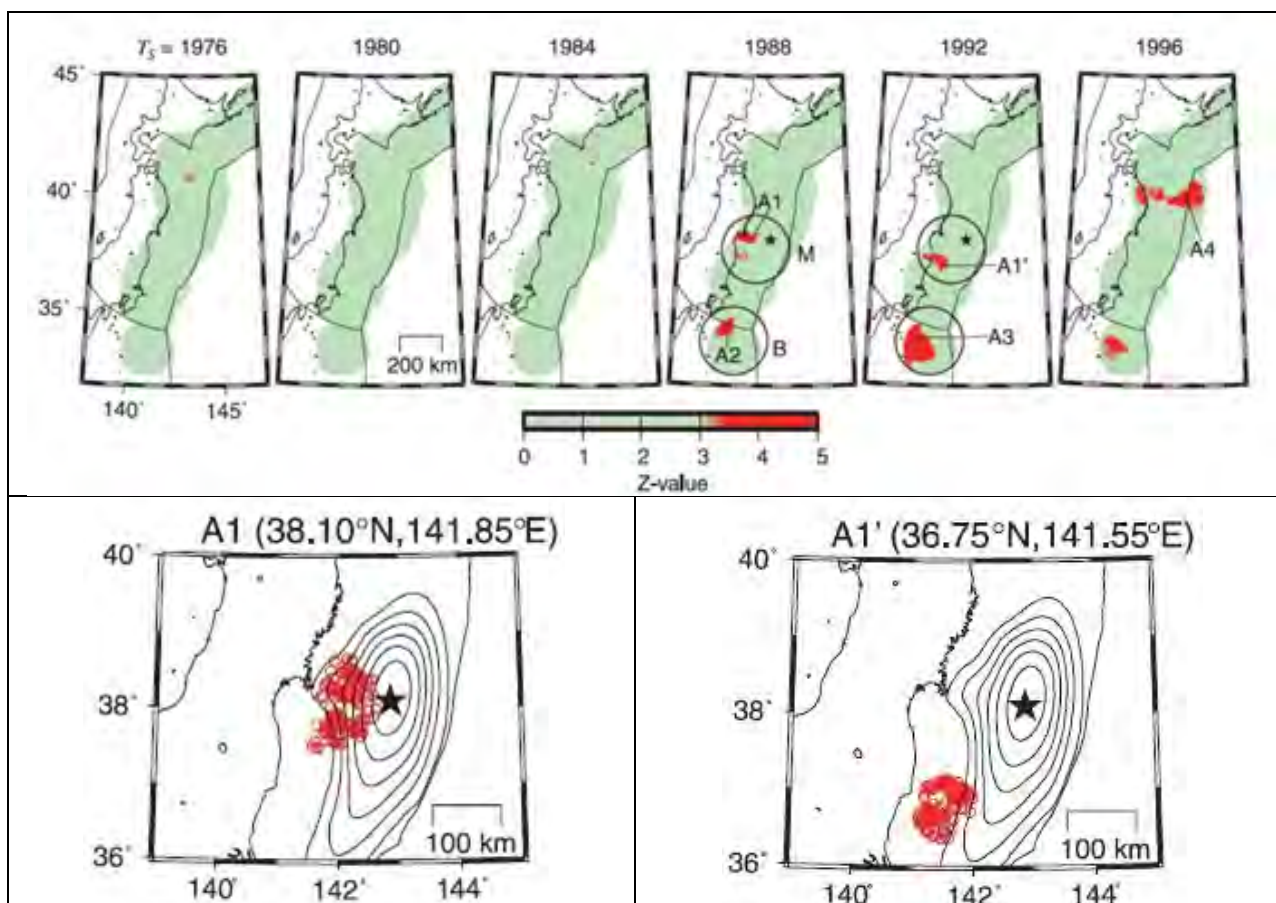 T_S = 1976 1980 1984 1988 1992 1996
45˚
40˚
35˚
A1
M
A2
B
A1'
A3
A4
200 km
140˚ 145˚
0 1 2 3 4 5
Z-value
A1 (38.10°N,141.85°E)
40˚
38˚
36˚
100 km
140˚ 142˚ 144˚
A1' (36.75°N,141.55°E)
40˚
38˚
36˚
100 km
140˚ 142˚ 144˚